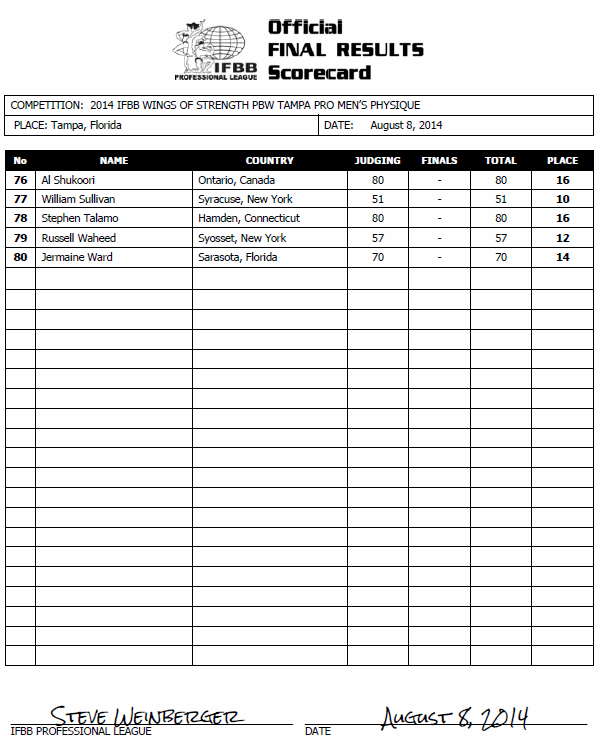 Official
FINAL RESULTS
Scorecard
IFBB
PROFESSIONAL LEAGUE
COMPETITION: 2014 IFBB WINGS OF STRENGTH PBW TAMPA PRO MEN'S PHYSIQUE
PLACE: Tampa, Florida DATE: August 8, 2014
No NAME COUNTRY JUDGING FINALS TOTAL PLACE
76 Al Shukoori Ontario, Canada 80 - 80 16
77 William Sullivan Syracuse, New York 51 - 51 10
78 Stephen Talamo Hamden, Connecticut 80 - 80 16
79 Russell Waheed Syosset, New York 57 - 57 12
80 Jermaine Ward Sarasota, Florida 70 - 70 14
STEVE WEINBERGER AUGUST 8, 2014
IFBB PROFESSIONAL LEAGUE DATE